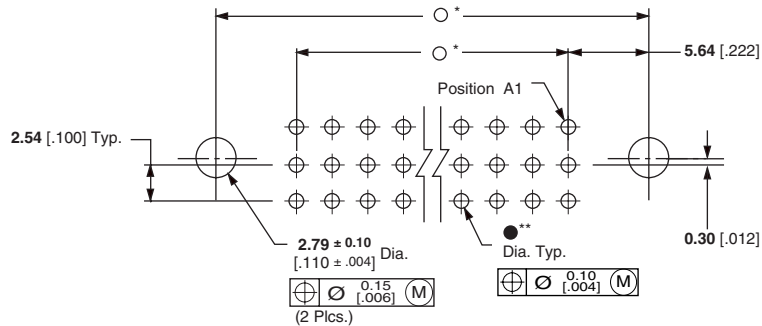 *
*
5.64 [.222]
Position A1
2.54 [.100] Typ.
**
2.79 ± 0.10
[.110 ± .004] Dia.
Dia. Typ.
0.30 [.012]
⌖ Ø 0.15 [.006] Ⓜ
⌖ Ø 0.10 [.004] Ⓜ
(2 Plcs.)